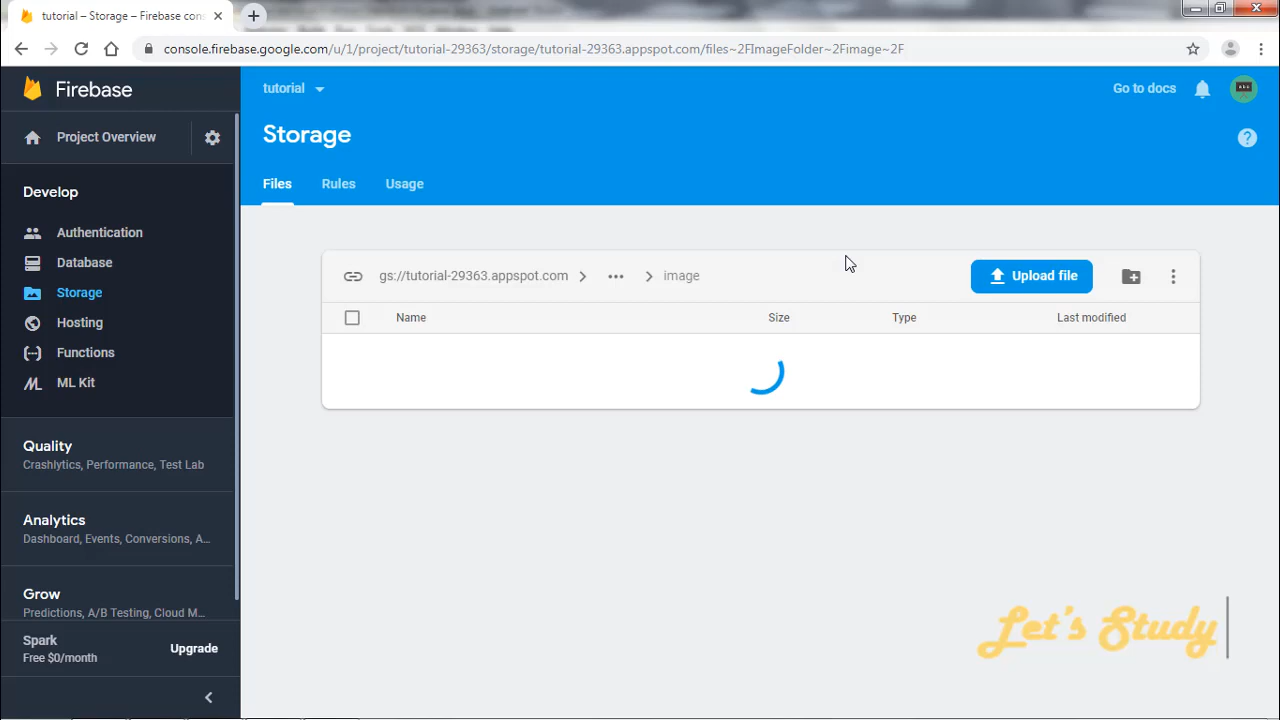 tutorial – Storage – Firebase con
console.firebase.google.com/u/1/project/tutorial-29363/storage/tutorial-29363.appspot.com/files~2FImageFolder~2Fimage~2F
Firebase
tutorial
Go to docs
Project Overview
Storage
Files
Rules
Usage
Develop
Authentication
Database
Storage
Hosting
Functions
ML Kit
Quality
Crashlytics, Performance, Test Lab
Analytics
Dashboard, Events, Conversions, A...
Grow
Predictions, A/B Testing, Cloud M...
Spark
Free $0/month
Upgrade
gs://tutorial-29363.appspot.com
image
Upload file
Name
Size
Type
Last modified
Let's Study